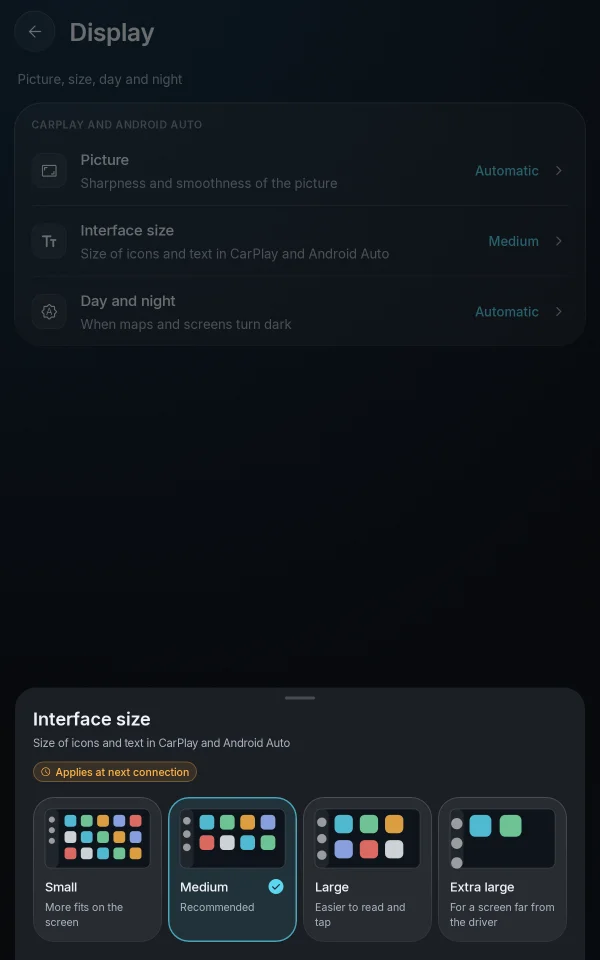 Display
Picture, size, day and night
CARPLAY AND ANDROID AUTO
Picture
Sharpness and smoothness of the picture
Automatic
Interface size
Size of icons and text in CarPlay and Android Auto
Medium
Day and night
When maps and screens turn dark
Automatic
Interface size
Size of icons and text in CarPlay and Android Auto
Applies at next connection
Small
More fits on the
screen
Medium
Recommended
Large
Easier to read and
tap
Extra large
For a screen far from
the driver